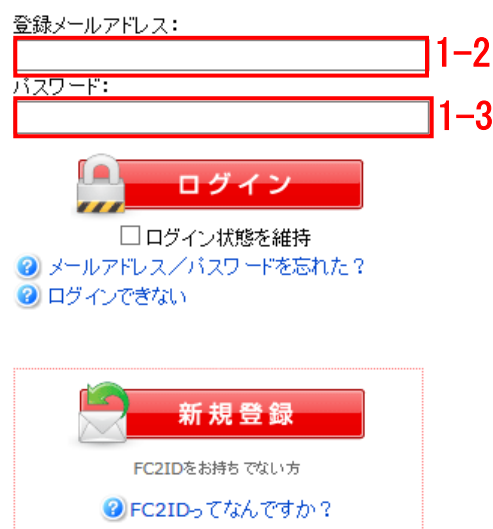 登録メールアドレス:
1-2
パスワード:
1-3
ログイン
ログイン状態を維持
? メールアドレス/パスワードを忘れた?
? ログインできない
新規登録
FC2IDをお持ちでない方
? FC2IDってなんですか?